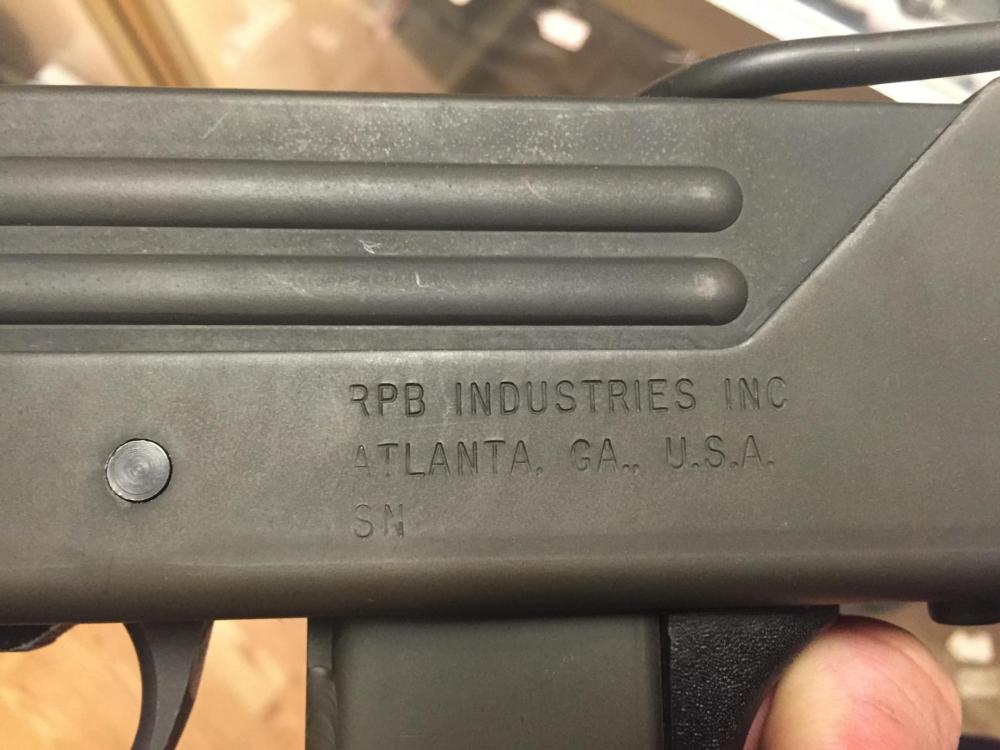 RPB INDUSTRIES INC
ATLANTA, GA., U.S.A.
SN